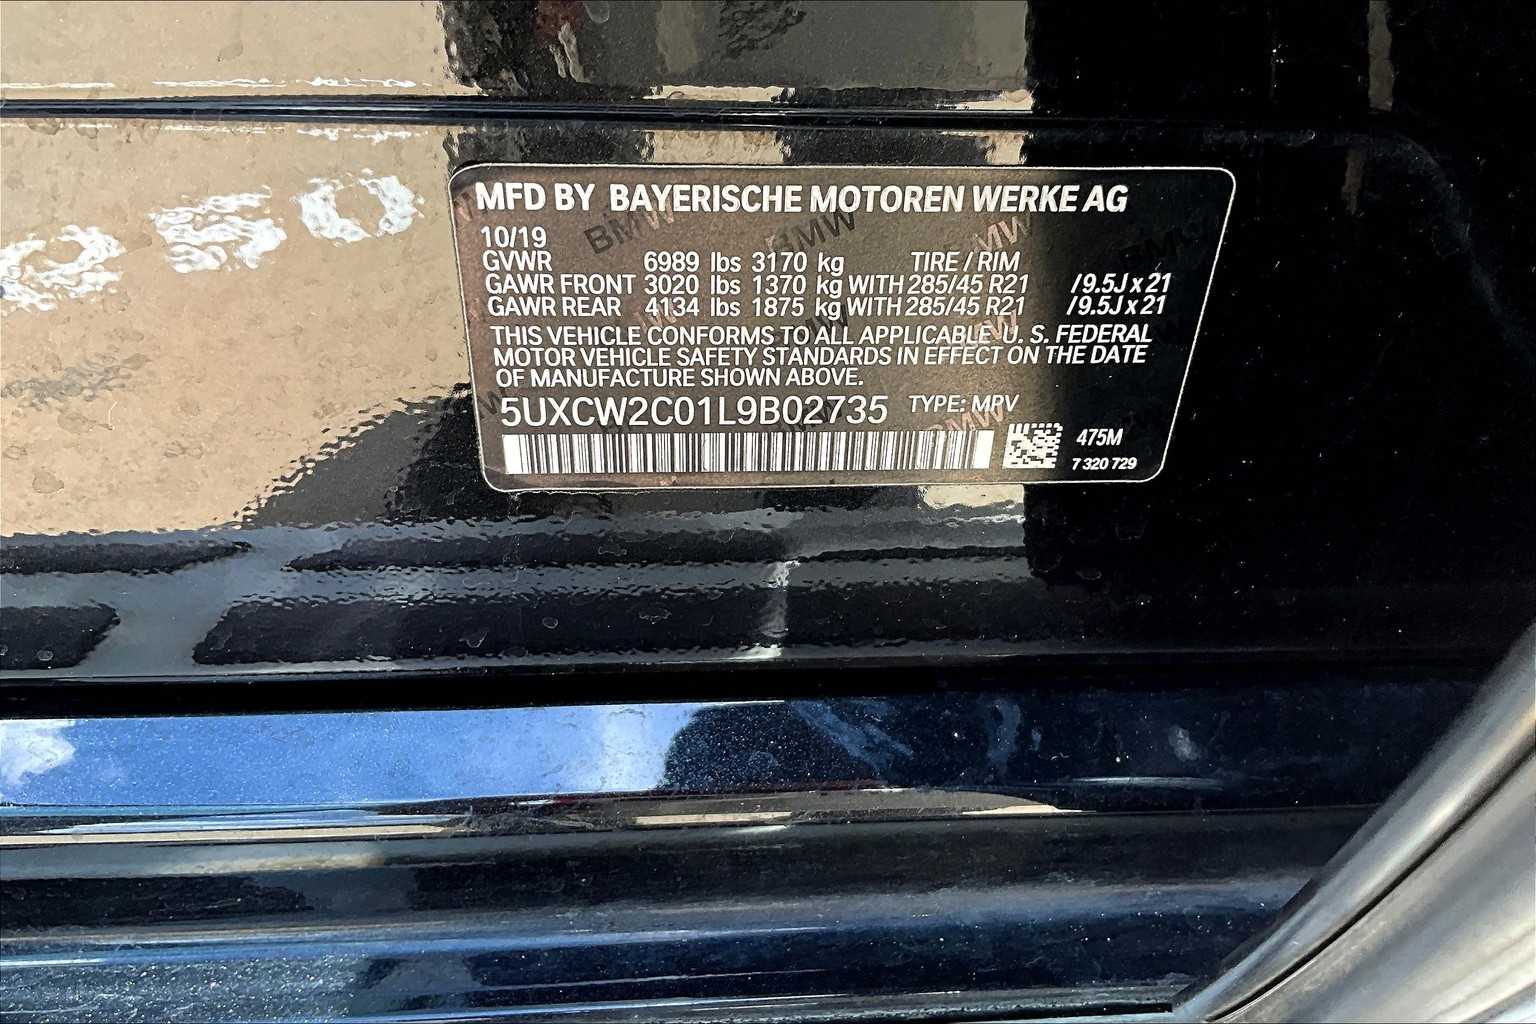 MFD BY BAYERISCHE MOTOREN WERKE AG
10/19
GVWR 6989 lbs 3170 kg TIRE / RIM
GAWR FRONT 3020 lbs 1370 kg WITH 285/45 R21 /9.5J x 21
GAWR REAR 4134 lbs 1875 kg WITH 285/45 R21 /9.5J x 21
THIS VEHICLE CONFORMS TO ALL APPLICABLE U. S. FEDERAL
MOTOR VEHICLE SAFETY STANDARDS IN EFFECT ON THE DATE
OF MANUFACTURE SHOWN ABOVE.
5UXCW2C01L9B02735 TYPE: MPV
475M
7 320 729